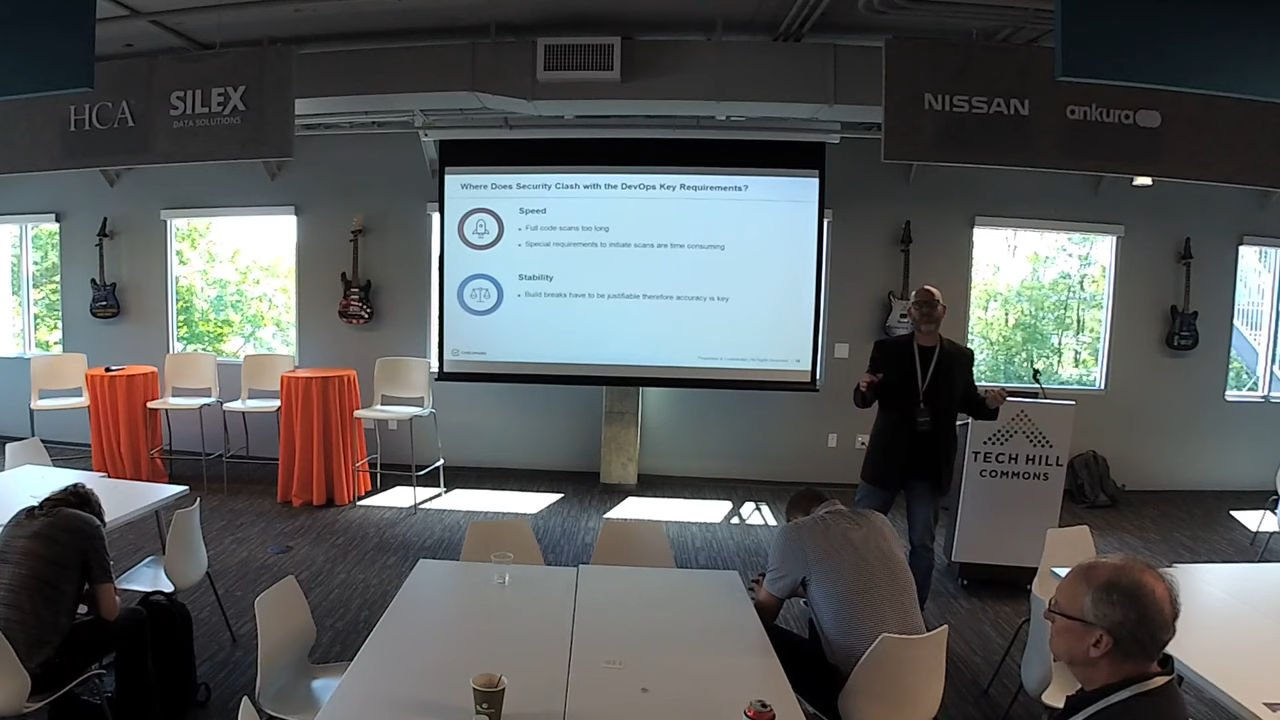 HCA
SILEX
DATA SOLUTIONS
NISSAN
ankura
Where Does Security Clash with the DevOps Key Requirements?
Speed
Full code scans too long
Special requirements to initiate scans are time consuming
Stability
Build breaks have to be justifiable therefore accuracy is key
CHECKMARX
TECH HILL
COMMONS